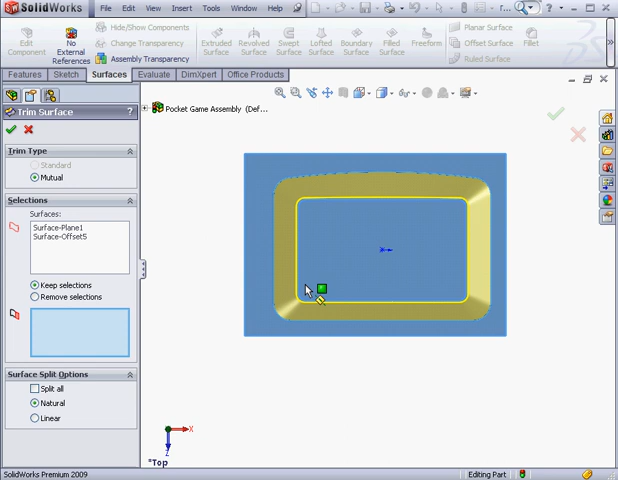 SolidWorks File Edit View Insert Tools Window Help r...
Edit Component
No External References
Hide/Show Components
Change Transparency
Assembly Transparency
Extruded Surface
Revolved Surface
Swept Surface
Lofted Surface
Boundary Surface
Filled Surface
Freeform
Planar Surface
Offset Surface
Ruled Surface
Fillet
Features Sketch Surfaces Evaluate DimXpert Office Products
Pocket Game Assembly (Def...
Trim Surface ?
Trim Type
Standard
Mutual
Selections
Surfaces:
Surface-Plane1
Surface-Offset5
Keep selections
Remove selections
Surface Split Options
Split all
Natural
Linear
X
Z
*Top
SolidWorks Premium 2009 Editing Part